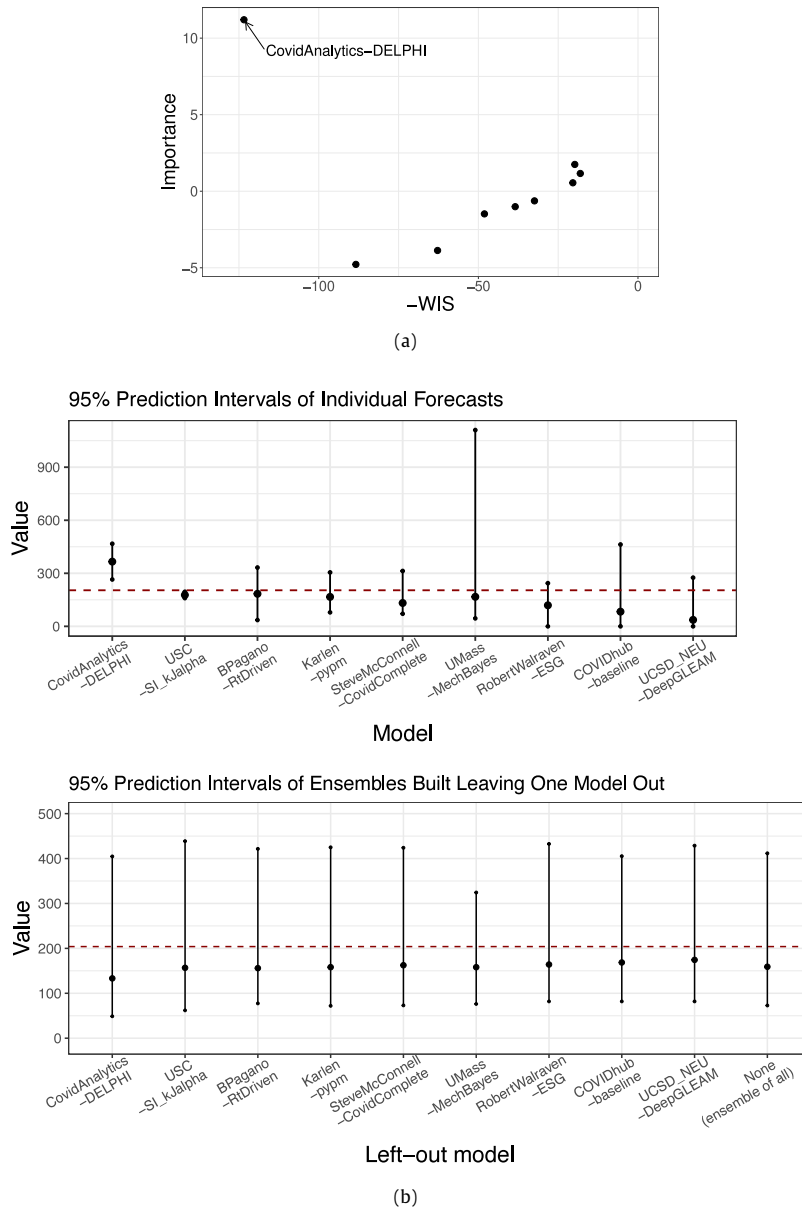 10
5
0
−5
Importance
CovidAnalytics−DELPHI
−100
−50
0
−WIS
(a)
95% Prediction Intervals of Individual Forecasts
900
600
300
0
Value
CovidAnalytics
−DELPHI
USC
−SI_kJalpha
BPagano
−RtDriven
Karlen
−pypm
SteveMcConnell
−CovidComplete
UMass
−MechBayes
RobertWalraven
−ESG
COVIDhub
−baseline
UCSD_NEU
−DeepGLEAM
Model
95% Prediction Intervals of Ensembles Built Leaving One Model Out
500
400
300
200
100
0
Value
CovidAnalytics
−DELPHI
USC
−SI_kJalpha
BPagano
−RtDriven
Karlen
−pypm
SteveMcConnell
−CovidComplete
UMass
−MechBayes
RobertWalraven
−ESG
COVIDhub
−baseline
UCSD_NEU
−DeepGLEAM
None
(ensemble of all)
Left−out model
(b)